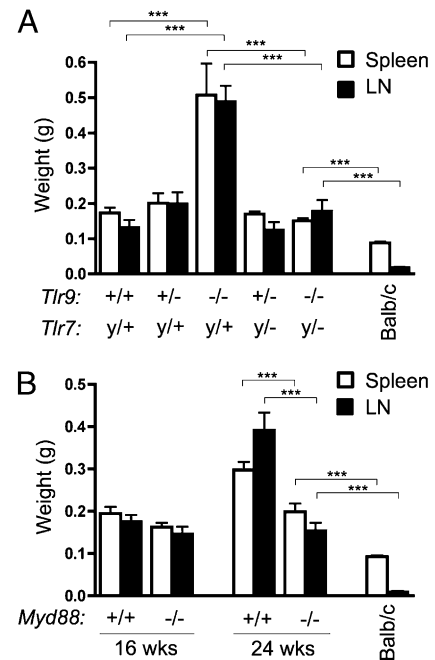 A
***
***
***
***
***
***
Spleen
LN
Weight (g)
0.6
0.5
0.4
0.3
0.2
0.1
0.0
Tlr9: +/+ +/- -/- +/- -/-
Tlr7: y/+ y/+ y/+ y/- y/-
Balb/c
B
***
***
***
***
Spleen
LN
Weight (g)
0.5
0.4
0.3
0.2
0.1
0.0
Myd88: +/+ -/- +/+ -/-
16 wks 24 wks
Balb/c